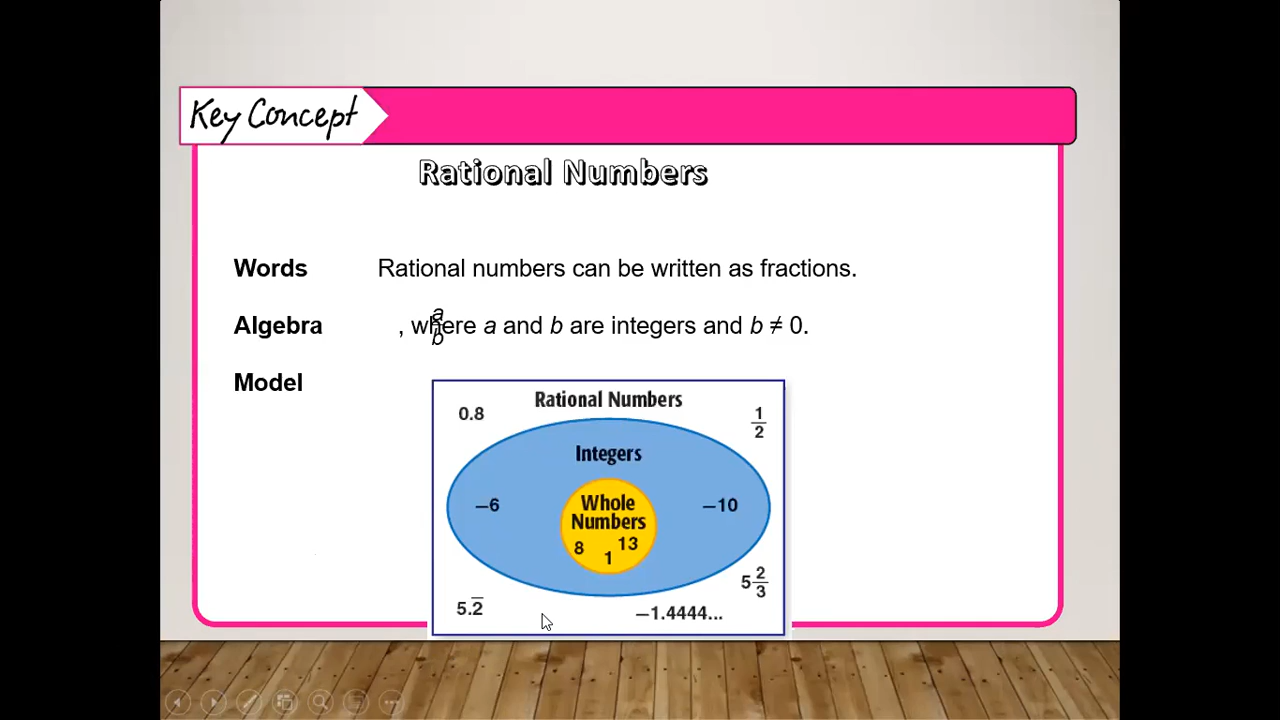 Key Concept
Rational Numbers
Words Rational numbers can be written as fractions.
Algebra a/b , where a and b are integers and b ≠ 0.
Model
Rational Numbers
0.8 1/2
Integers
−6 −10
Whole
Numbers
8 1 13
5 2/3
5.2̅ −1.4444...